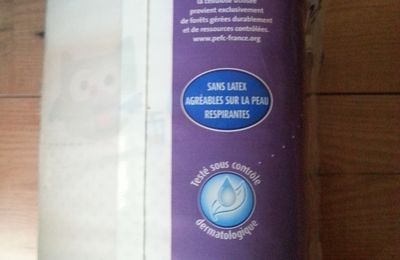 la cellulose utilisée
provient exclusivement
de forêts gérées durablement
et de ressources contrôlées.
www.pefc-france.org
SANS LATEX
AGRÉABLES SUR LA PEAU
RESPIRANTES
Testé sous contrôle
dermatologique